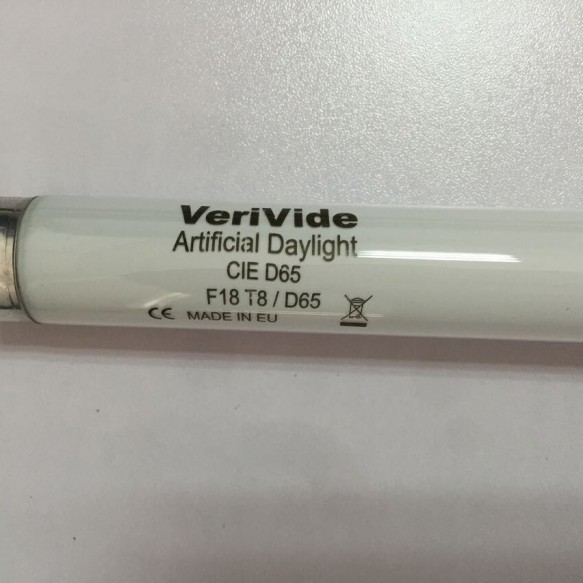 VeriVide
Artificial Daylight
CIE D65
F18 T8 / D65
CE MADE IN EU